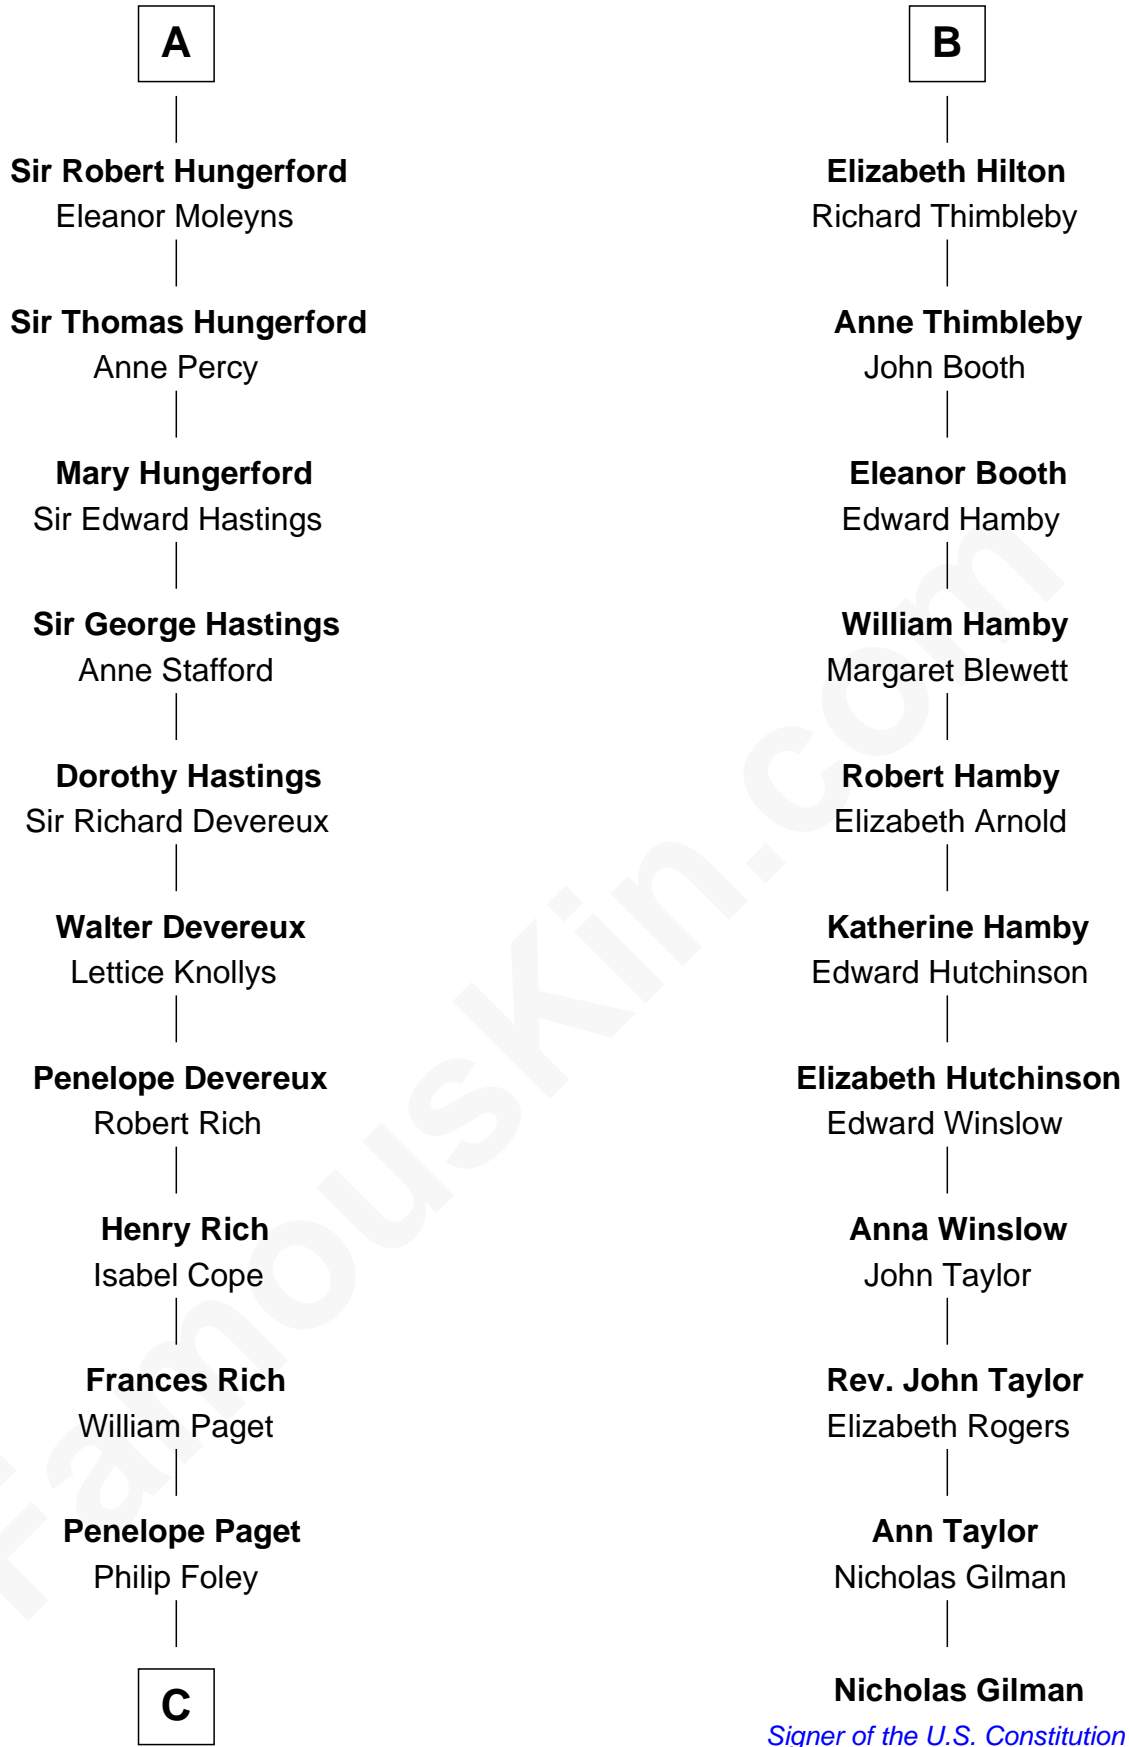 A
Sir Robert Hungerford
Eleanor Moleyns
Sir Thomas Hungerford
Anne Percy
Mary Hungerford
Sir Edward Hastings
Sir George Hastings
Anne Stafford
Dorothy Hastings
Sir Richard Devereux
Walter Devereux
Lettice Knollys
Penelope Devereux
Robert Rich
Henry Rich
Isabel Cope
Frances Rich
William Paget
Penelope Paget
Philip Foley
C
B
Elizabeth Hilton
Richard Thimbleby
Anne Thimbleby
John Booth
Eleanor Booth
Edward Hamby
William Hamby
Margaret Blewett
Robert Hamby
Elizabeth Arnold
Katherine Hamby
Edward Hutchinson
Elizabeth Hutchinson
Edward Winslow
Anna Winslow
John Taylor
Rev. John Taylor
Elizabeth Rogers
Ann Taylor
Nicholas Gilman
Nicholas Gilman
Signer of the U.S. Constitution
FamousKin.com